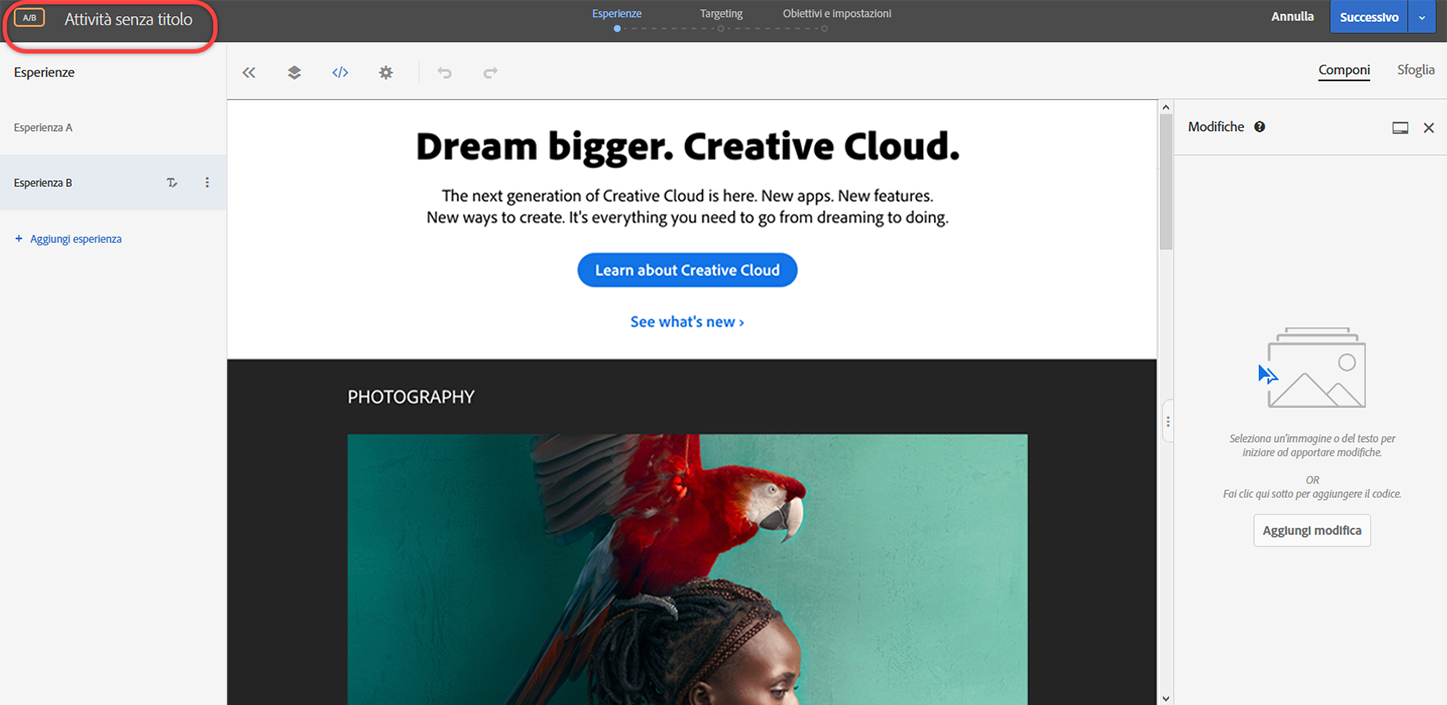 A/B Attività senza titolo
Esperienze Targeting Obiettivi e impostazioni
Annulla Successivo
Esperienze
Componi Sfoglia
Esperienza A
Esperienza B
+ Aggiungi esperienza
Dream bigger. Creative Cloud.
The next generation of Creative Cloud is here. New apps. New features.
New ways to create. It's everything you need to go from dreaming to doing.
Learn about Creative Cloud
See what's new ›
PHOTOGRAPHY
Modifiche
Seleziona un'immagine o del testo per
iniziare ad apportare modifiche.
OR
Fai clic qui sotto per aggiungere il codice.
Aggiungi modifica